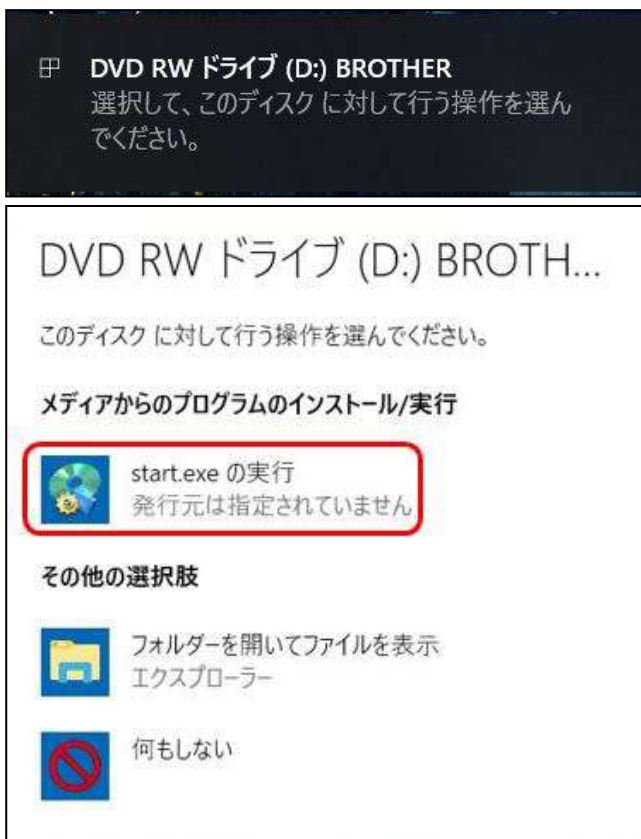 DVD RW ドライブ (D:) BROTHER
選択して、このディスク に対して行う操作を選ん
でください。
DVD RW ドライブ (D:) BROTH...
このディスク に対して行う操作を選んでください。
メディアからのプログラムのインストール/実行
start.exe の実行
発行元は指定されていません
その他の選択肢
フォルダーを開いてファイルを表示
エクスプローラー
何もしない